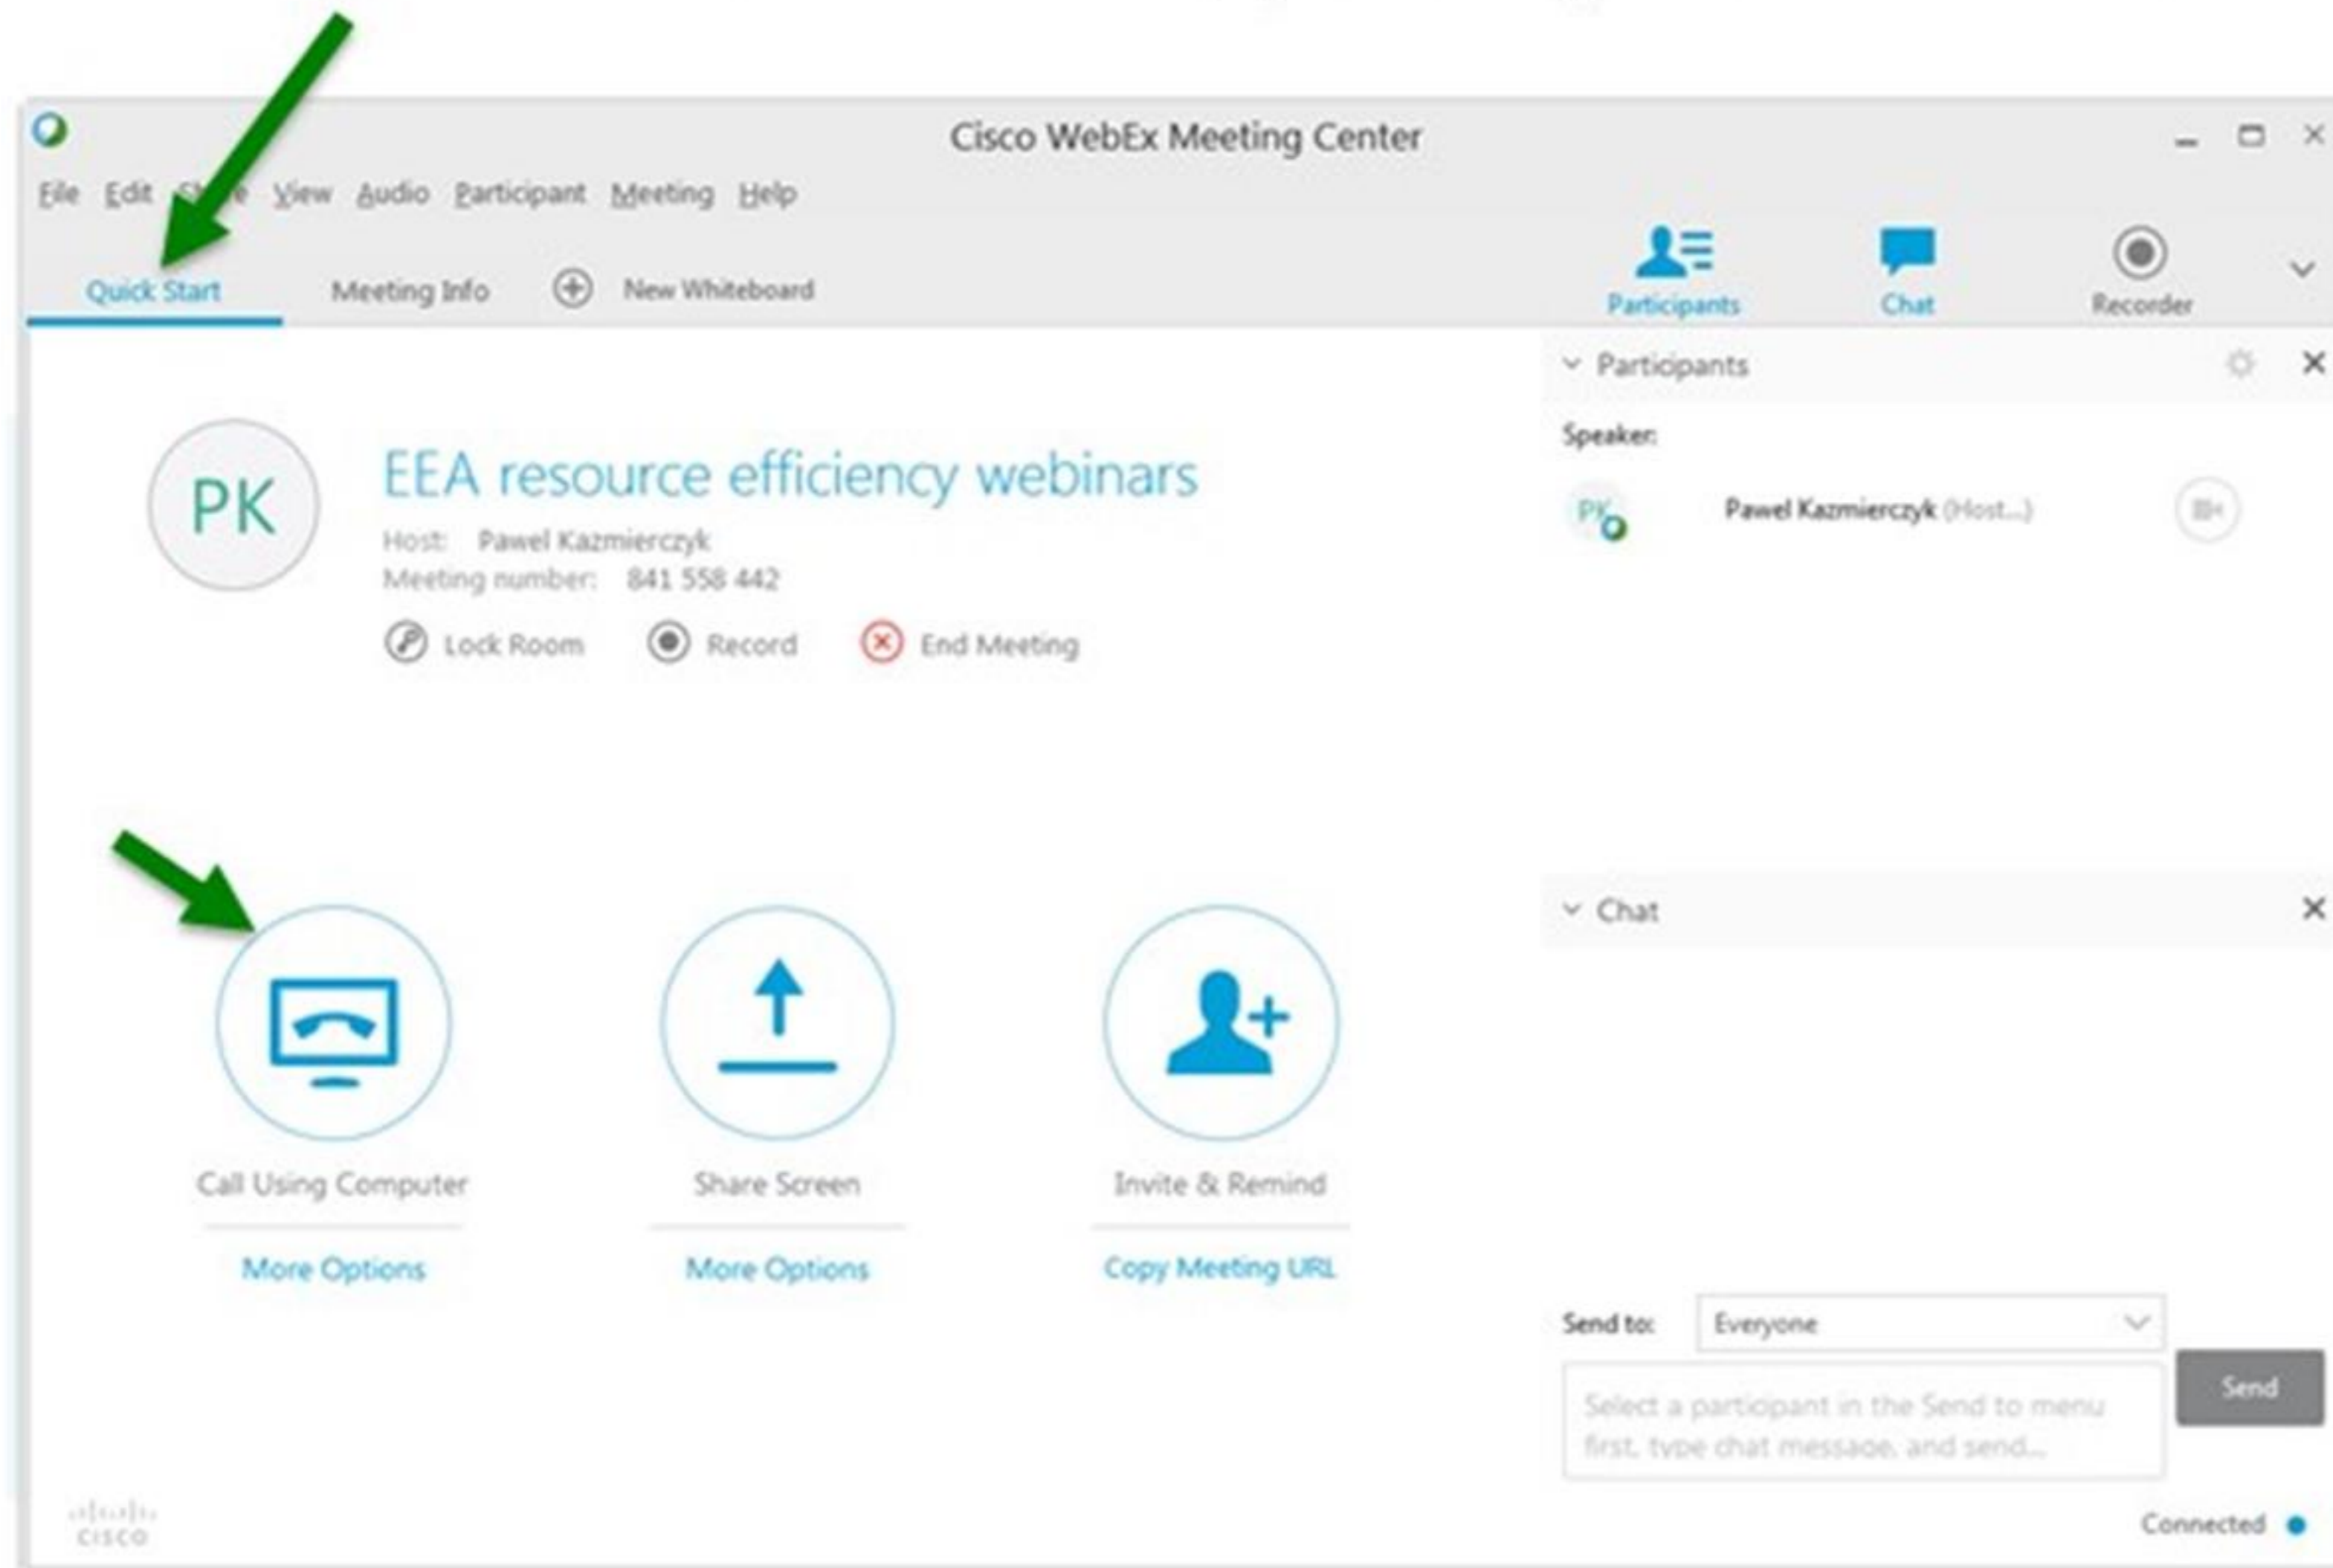 Cisco WebEx Meeting Center
File Edit Share View Audio Participant Meeting Help
Quick Start Meeting Info New Whiteboard
Participants Chat Recorder
PK
EEA resource efficiency webinars
Host: Pawel Kazmierczyk
Meeting number: 841 558 442
Lock Room Record End Meeting
Call Using Computer Share Screen Invite & Remind
More Options More Options Copy Meeting URL
CISCO
Participants
Speaker:
PK Pawel Kazmierczyk (Host...)
Chat
Send to: Everyone
Select a participant in the Send to menu
first, type chat message, and send...
Send
Connected